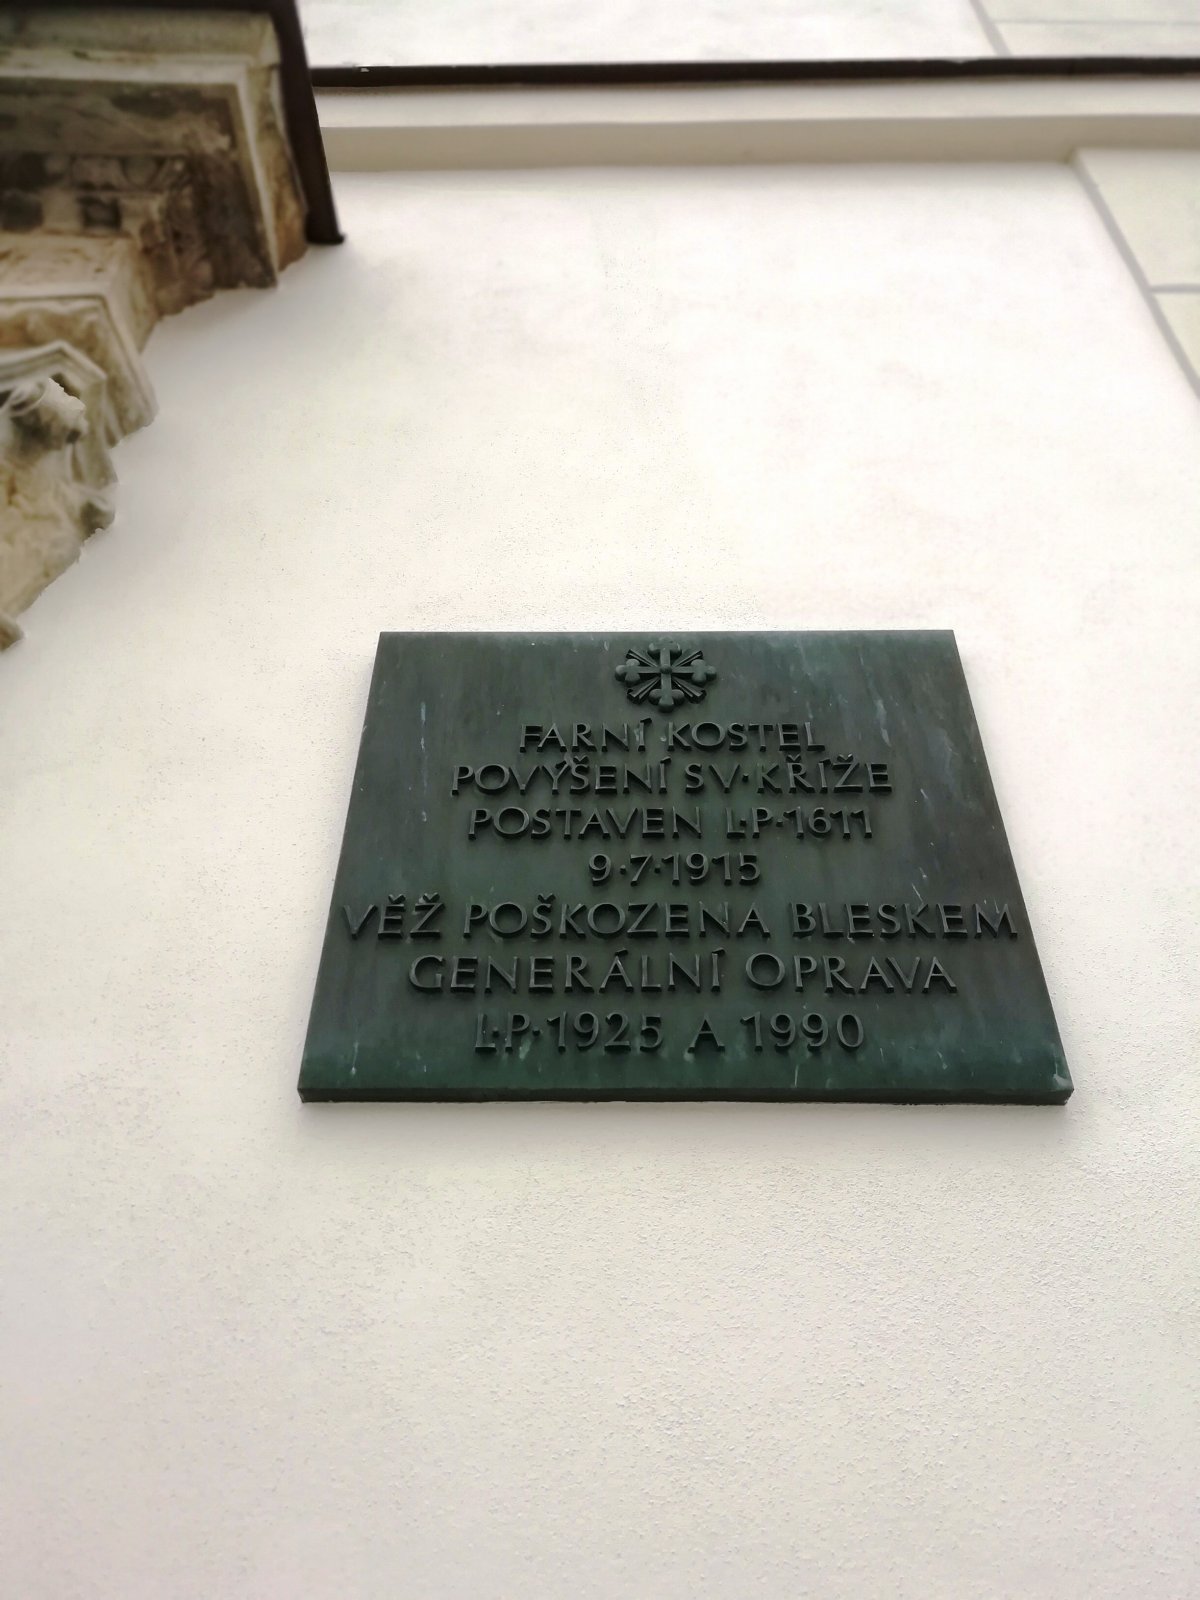 FARNÍ KOSTEL
POVÝŠENÍ SV·KŘÍŽE
POSTAVEN L·P·1611
9·7·1915
VĚŽ POŠKOZENA BLESKEM
GENERÁLNÍ OPRAVA
L·P·1925 A 1990